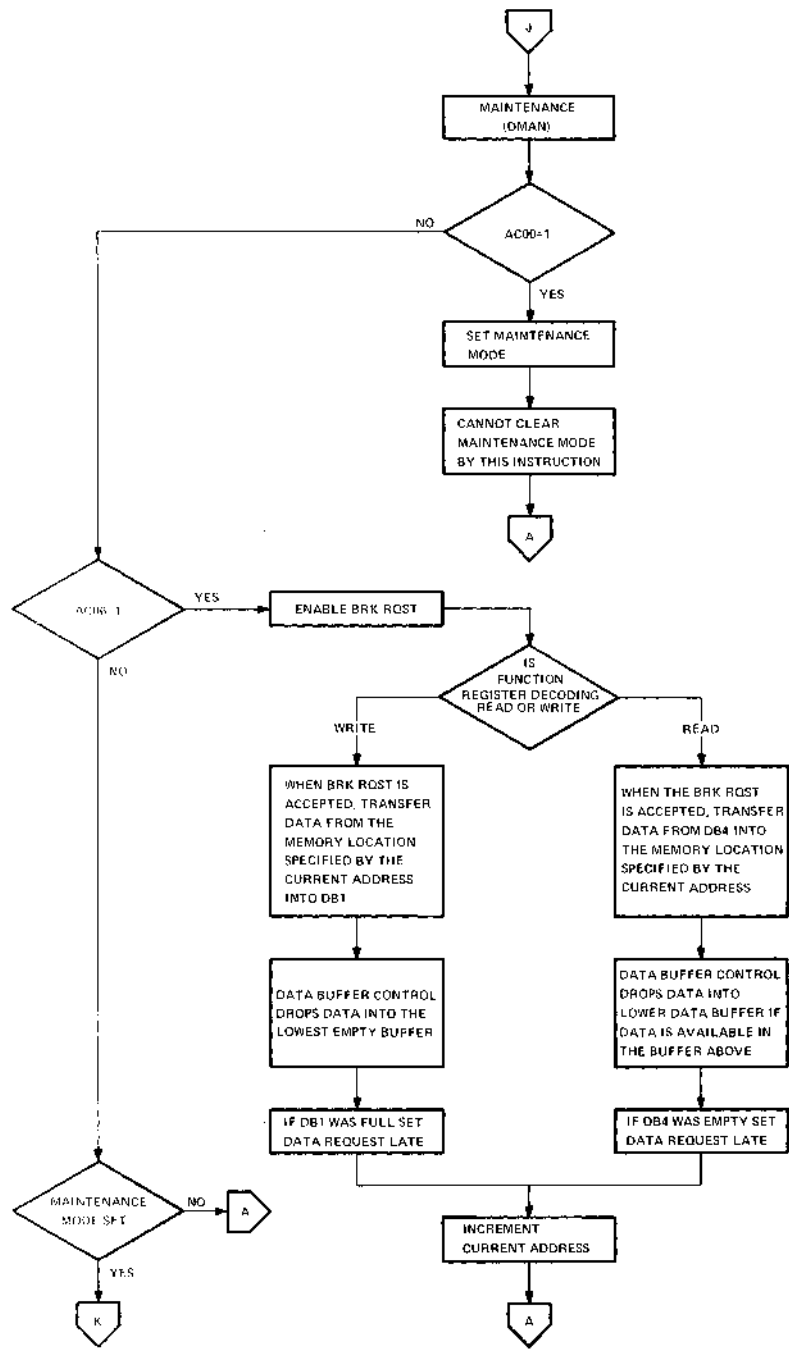 J
MAINTENANCE
(DMAN)
AC00=1
NO
YES
SET MAINTENANCE
MODE
CANNOT CLEAR
MAINTENANCE MODE
BY THIS INSTRUCTION
A
YES
ENABLE BRK RQST
NO
IS
FUNCTION
REGISTER DECODING
READ OR WRITE
WRITE
READ
WHEN BRK RQST IS
ACCEPTED, TRANSFER
DATA FROM THE
MEMORY LOCATION
SPECIFIED BY THE
CURRENT ADDRESS
INTO DB1
WHEN THE BRK RQST
IS ACCEPTED, TRANSFER
DATA FROM DB4 INTO
THE MEMORY LOCATION
SPECIFIED BY THE
CURRENT ADDRESS
DATA BUFFER CONTROL
DROPS DATA INTO THE
LOWEST EMPTY BUFFER
DATA BUFFER CONTROL
DROPS DATA INTO
LOWER DATA BUFFER IF
DATA IS AVAILABLE IN
THE BUFFER ABOVE
IF DB1 WAS FULL SET
DATA REQUEST LATE
IF DB4 WAS EMPTY SET
DATA REQUEST LATE
MAINTENANCE
MODE SET
NO
A
YES
K
INCREMENT
CURRENT ADDRESS
A